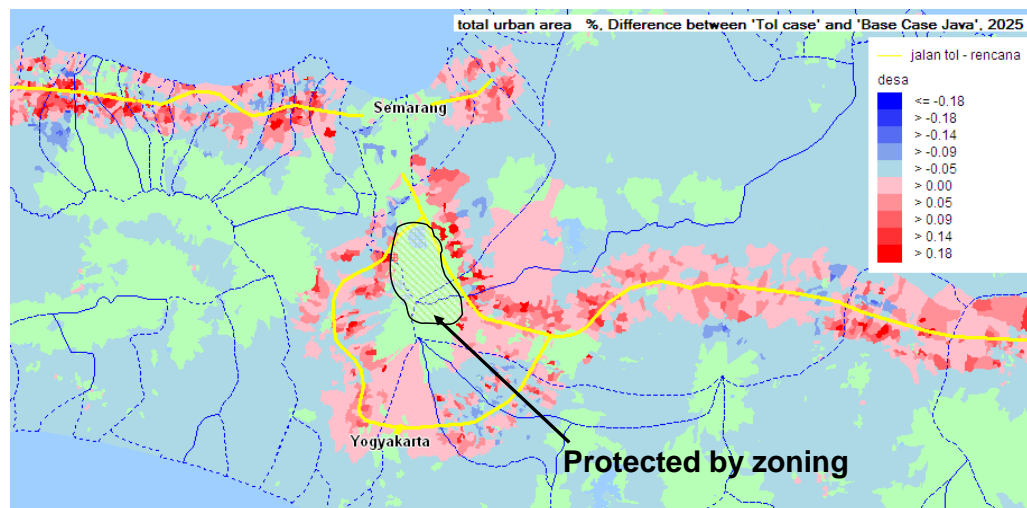 total urban area %, Difference between 'Tol case' and 'Base Case Java', 2025
jalan tol - rencana
desa
<= -0.18
> -0.18
> -0.14
> -0.09
> -0.05
> 0.00
> 0.05
> 0.09
> 0.14
> 0.18
Semarang
Yogyakarta
Protected by zoning